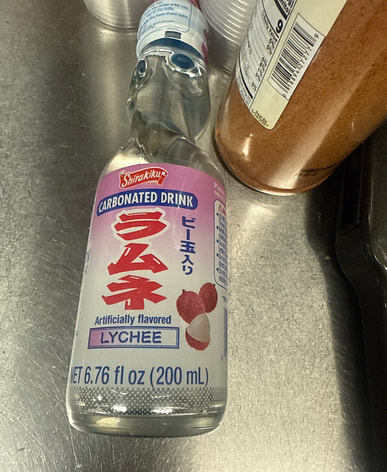 Shirakiku
CARBONATED DRINK
ラムネ
ビー玉入り
Artificially flavored
LYCHEE
NET 6.76 fl oz (200 mL)